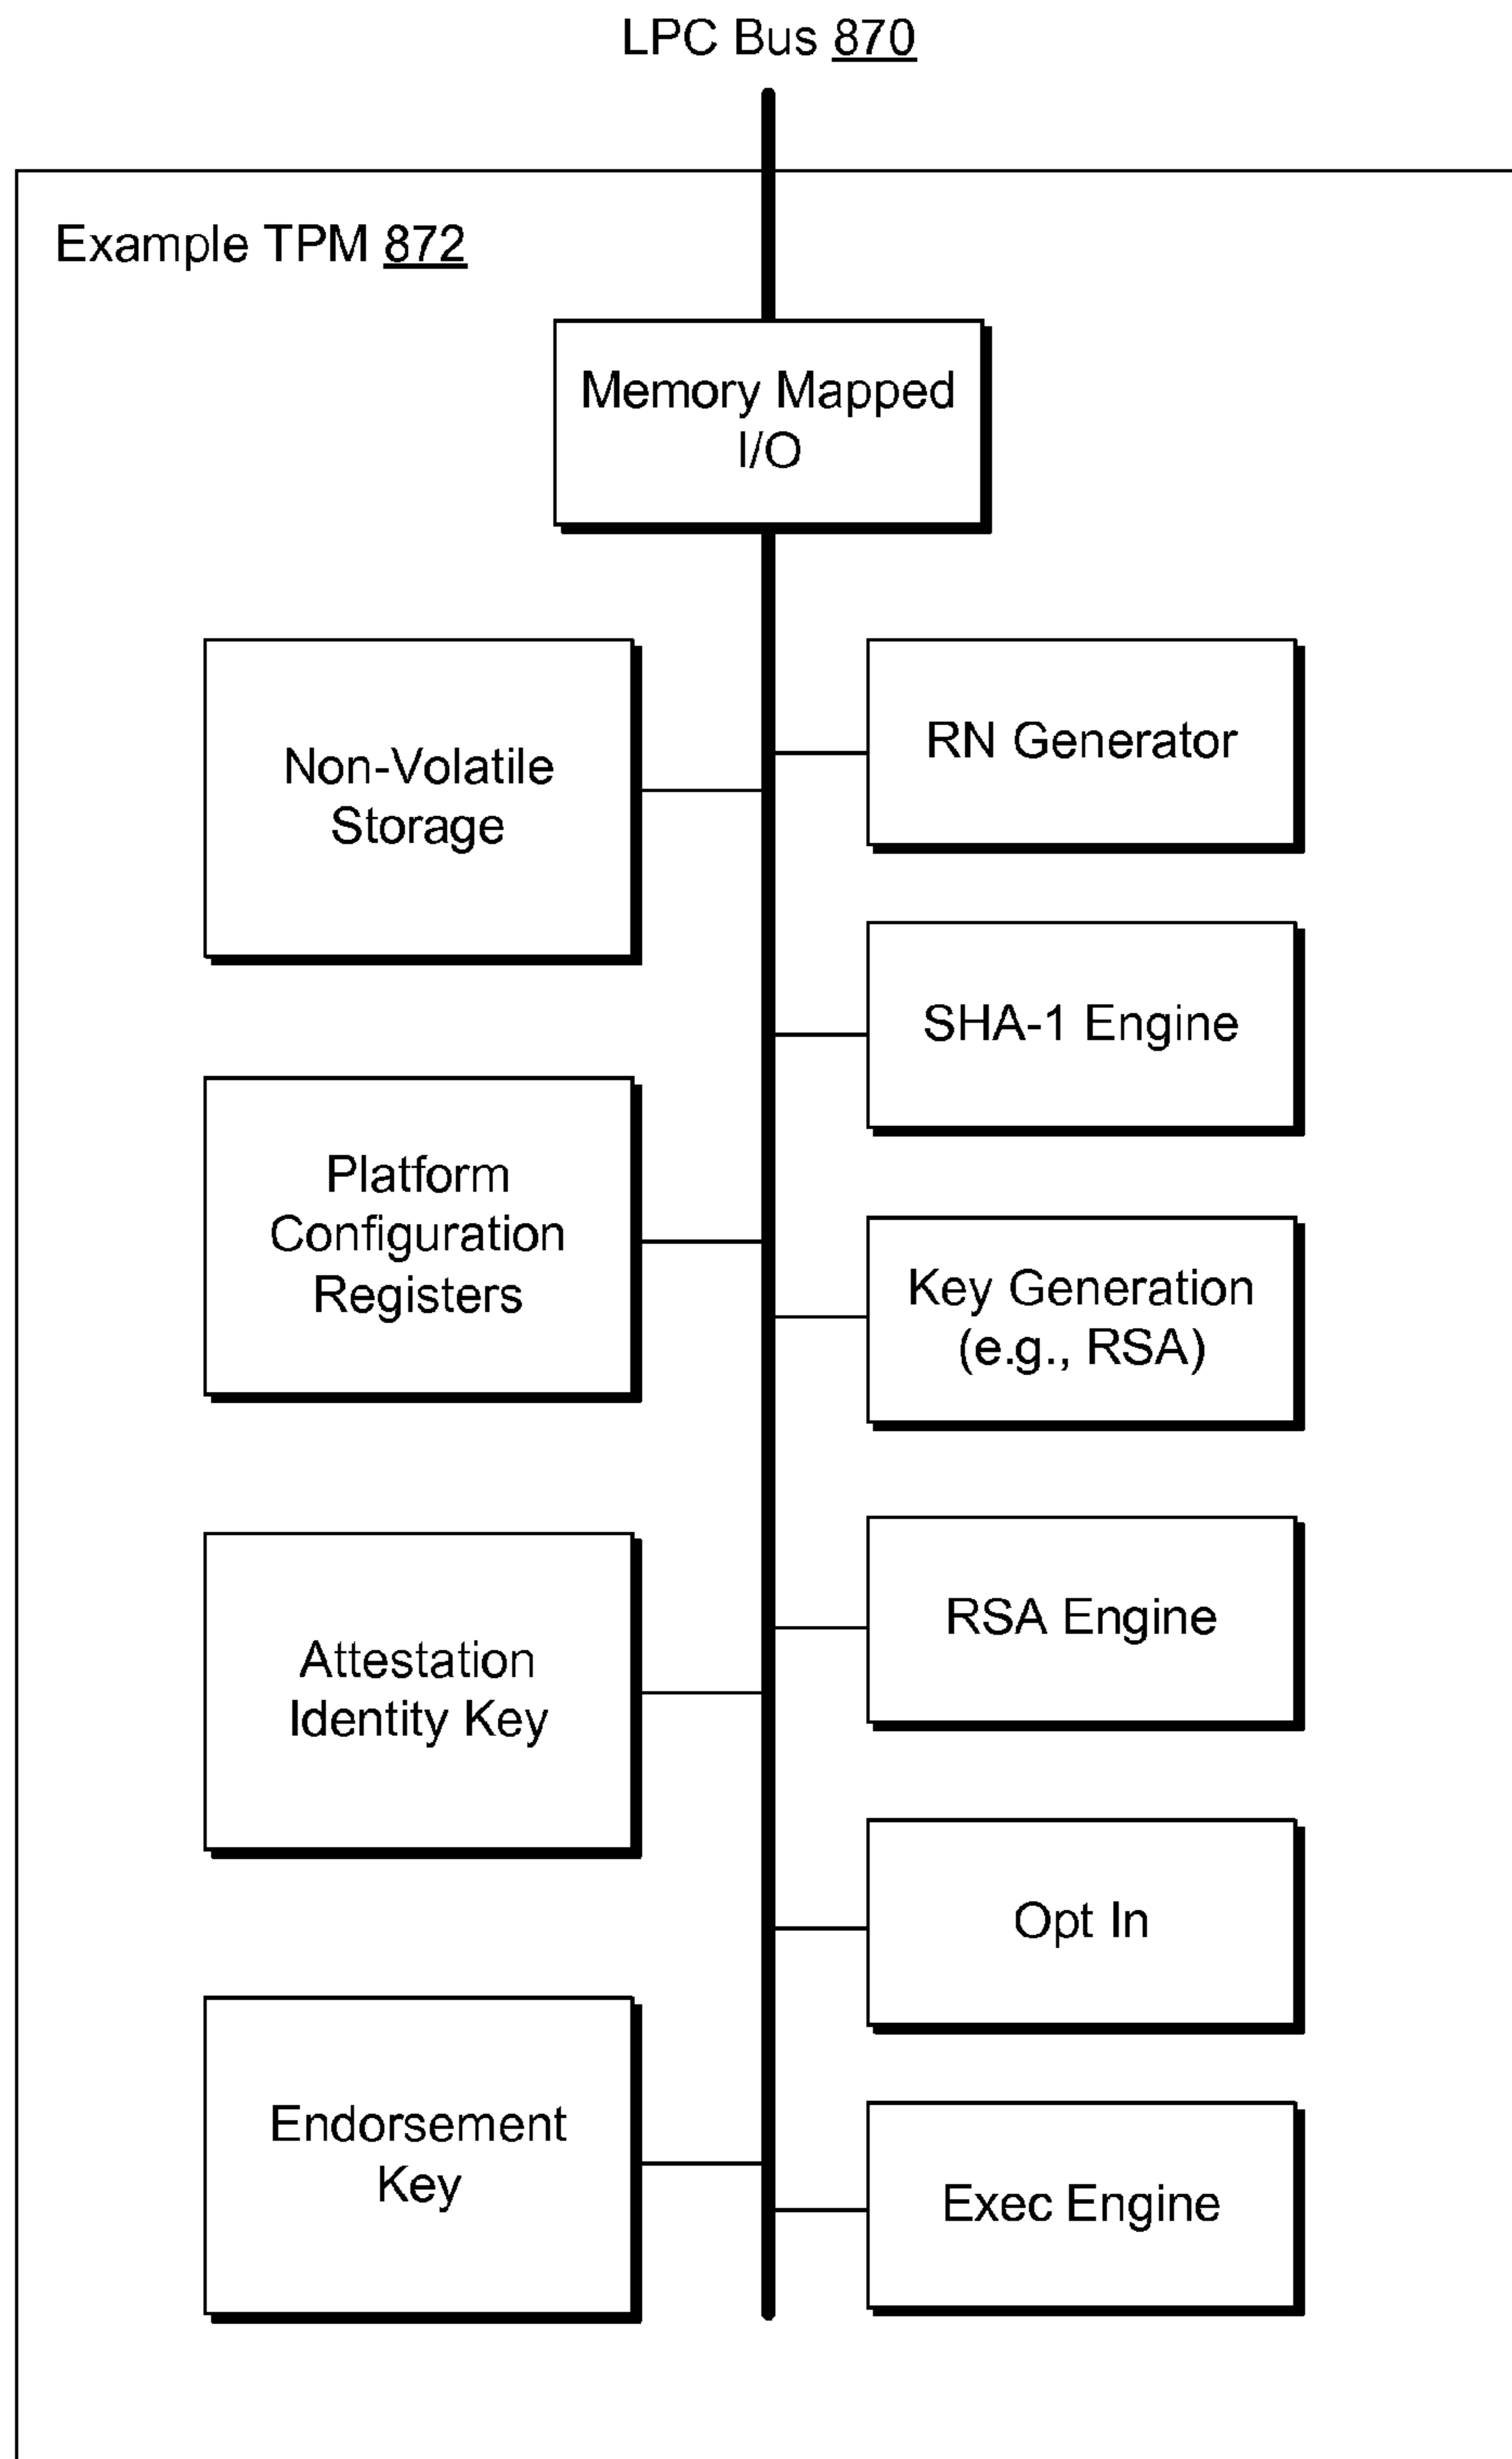 LPC Bus 870
Example TPM 872
Memory Mapped
I/O
Non-Volatile
Storage
Platform
Configuration
Registers
Attestation
Identity Key
Endorsement
Key
RN Generator
SHA-1 Engine
Key Generation
(e.g., RSA)
RSA Engine
Opt In
Exec Engine